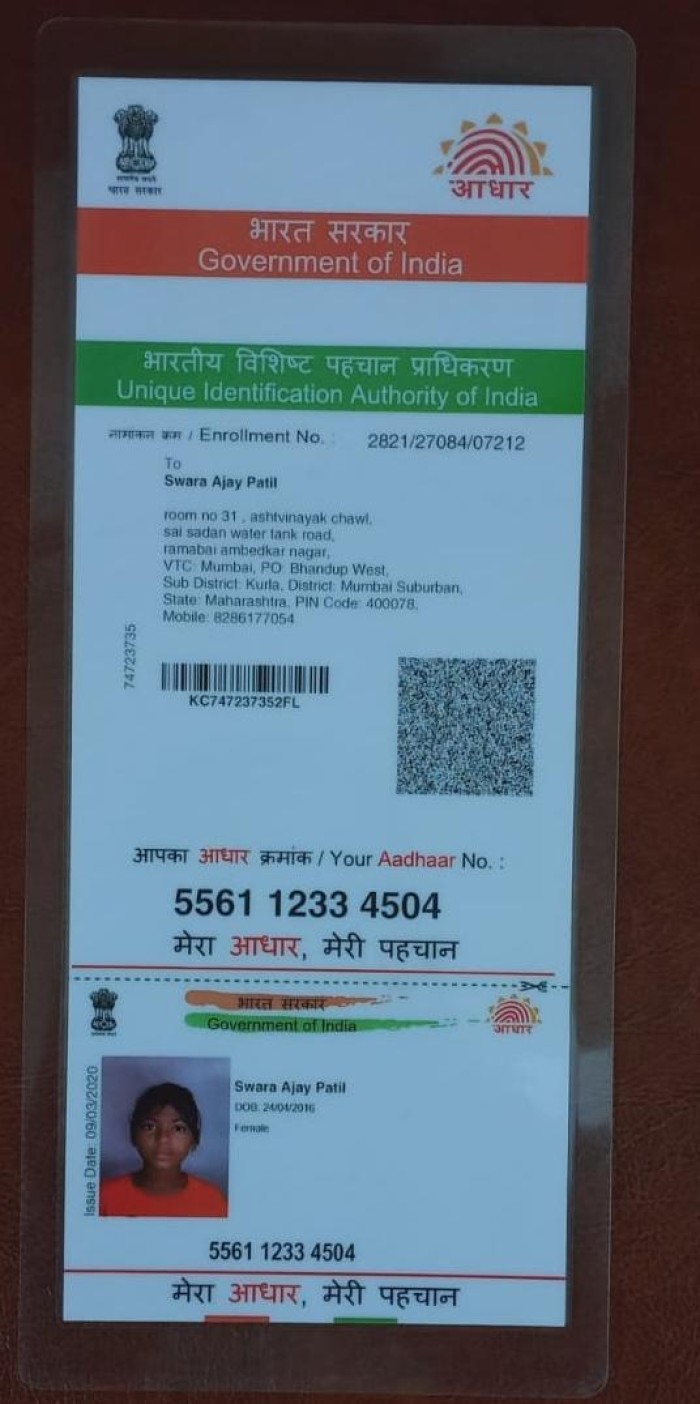 भारत सरकार
आधार
भारत सरकार
Government of India
भारतीय विशिष्ट पहचान प्राधिकरण
Unique Identification Authority of India
नामांकन क्रम / Enrollment No. : 2821/27084/07212
To
Swara Ajay Patil
room no 31 , ashtvinayak chawl,
sai sadan water tank road,
ramabai ambedkar nagar,
VTC: Mumbai, PO: Bhandup West,
Sub District: Kurla, District: Mumbai Suburban,
State: Maharashtra, PIN Code: 400078,
Mobile: 8286177054
74723735
KC747237352FL
आपका आधार क्रमांक / Your Aadhaar No. :
5561 1233 4504
मेरा आधार, मेरी पहचान
भारत सरकार
Government of India
आधार
Issue Date: 09/03/2020
Swara Ajay Patil
DOB: 24/04/2016
Female
5561 1233 4504
मेरा आधार, मेरी पहचान